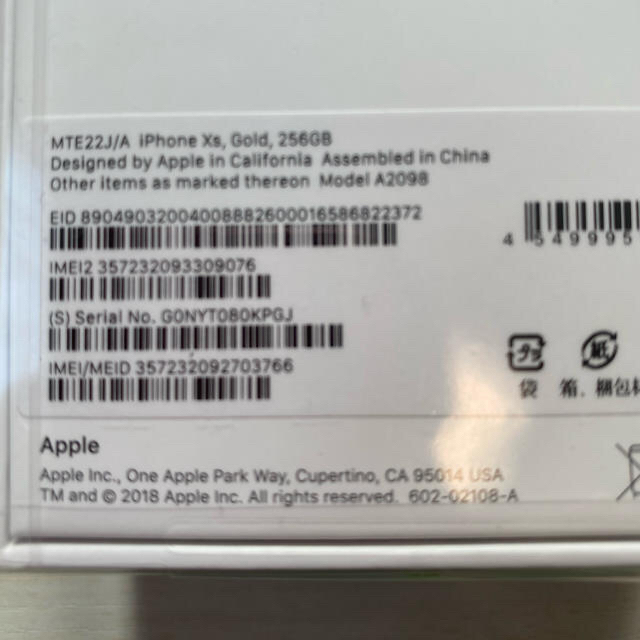 MTE22J/A iPhone Xs, Gold, 256GB
Designed by Apple in California Assembled in China
Other items as marked thereon Model A2098
EID 89049032004008882600016586822372
4 549995
IMEI2 357232093309076
(S) Serial No. G0NYT080KPGJ
IMEI/MEID 357232092703766
プラ
紙
袋 箱、梱包材
Apple
Apple Inc., One Apple Park Way, Cupertino, CA 95014 USA
TM and © 2018 Apple Inc. All rights reserved. 602-02108-A